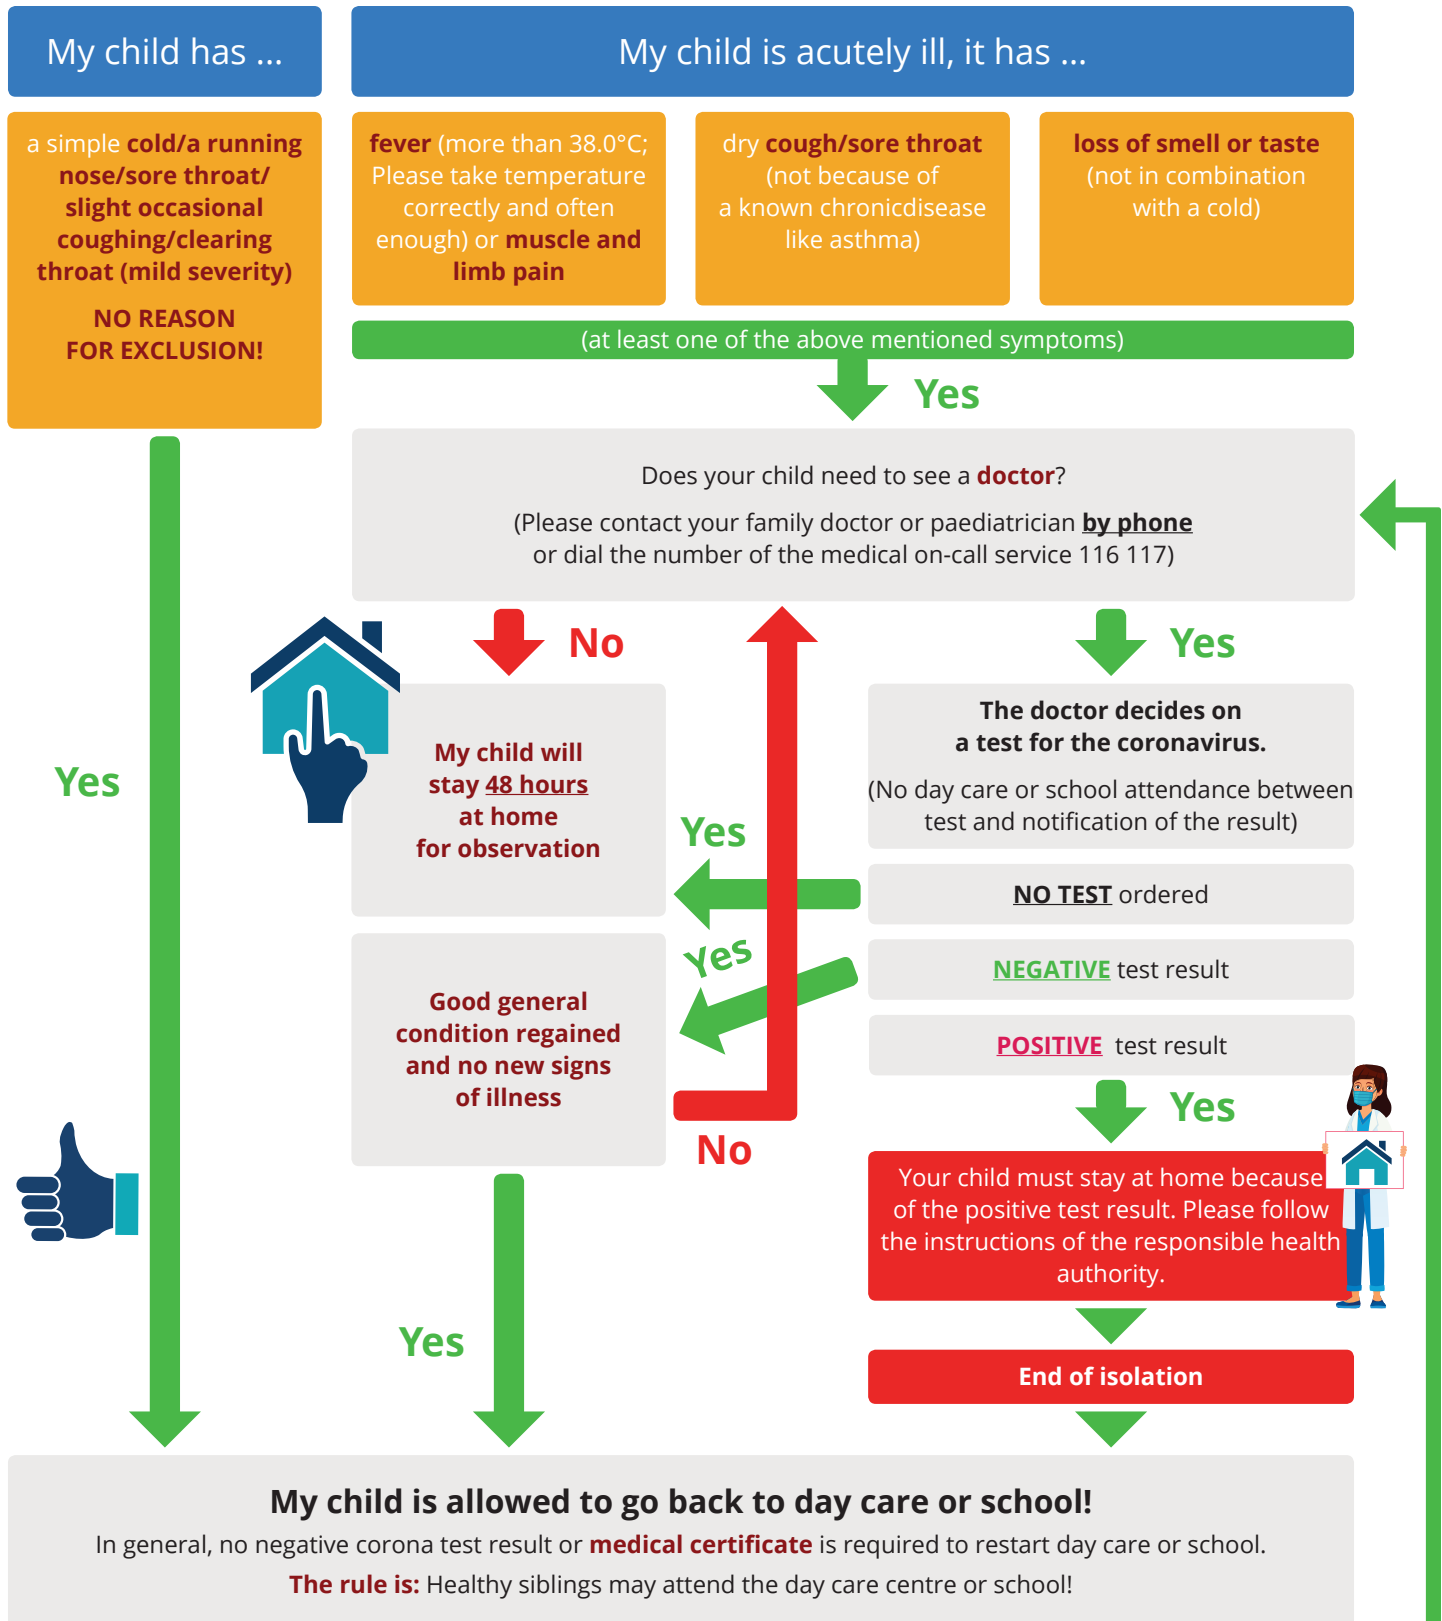 My child has ...
My child is acutely ill, it has ...
a simple cold/a running
nose/sore throat/
slight occasional
coughing/clearing
throat (mild severity)
NO REASON
FOR EXCLUSION!
fever (more than 38.0°C;
Please take temperature
correctly and often
enough) or muscle and
limb pain
dry cough/sore throat
(not because of
a known chronicdisease
like asthma)
loss of smell or taste
(not in combination
with a cold)
(at least one of the above mentioned symptoms)
Yes
Does your child need to see a doctor?
(Please contact your family doctor or paediatrician by phone
or dial the number of the medical on-call service 116 117)
No
Yes
My child will
stay 48 hours
at home
for observation
The doctor decides on
a test for the coronavirus.
(No day care or school attendance between
test and notification of the result)
Yes
Yes
NO TEST ordered
Yes
NEGATIVE test result
Good general
condition regained
and no new signs
of illness
POSITIVE test result
No
Yes
Your child must stay at home because
of the positive test result. Please follow
the instructions of the responsible health
authority.
Yes
End of isolation
My child is allowed to go back to day care or school!
In general, no negative corona test result or medical certificate is required to restart day care or school.
The rule is: Healthy siblings may attend the day care centre or school!